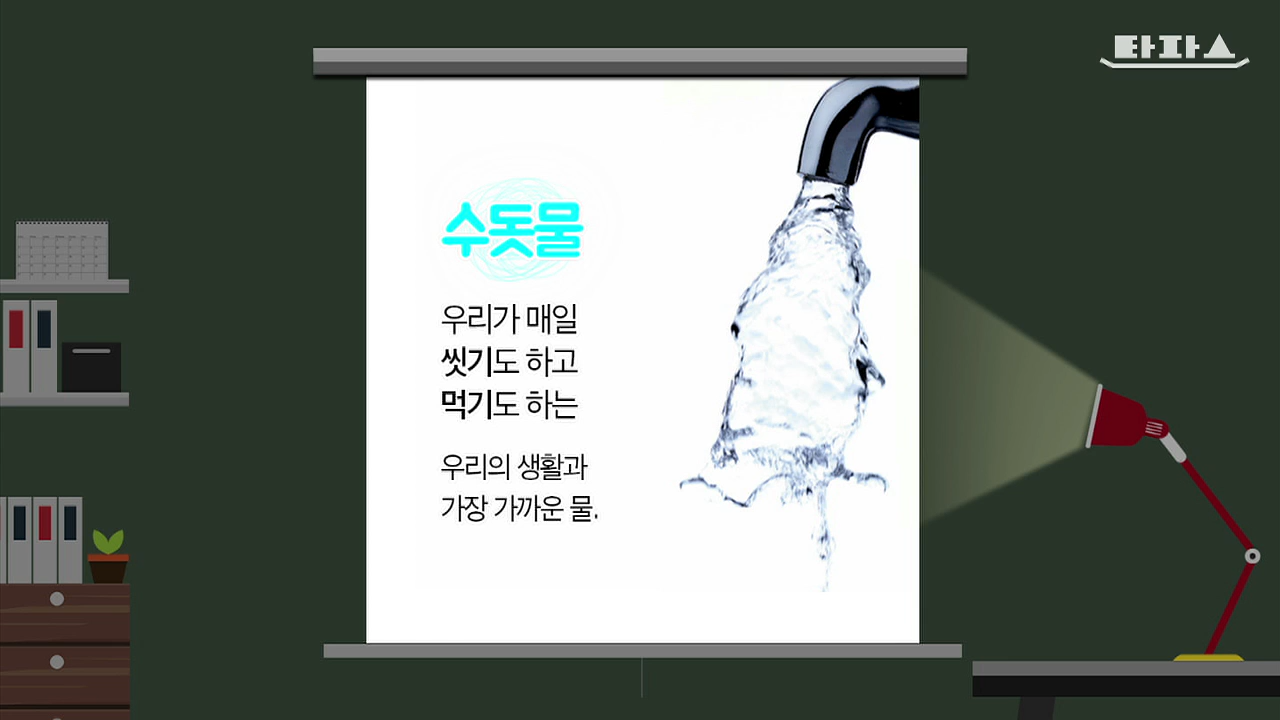 타파스
수돗물
우리가 매일
씻기도 하고
먹기도 하는
우리의 생활과
가장 가까운 물.